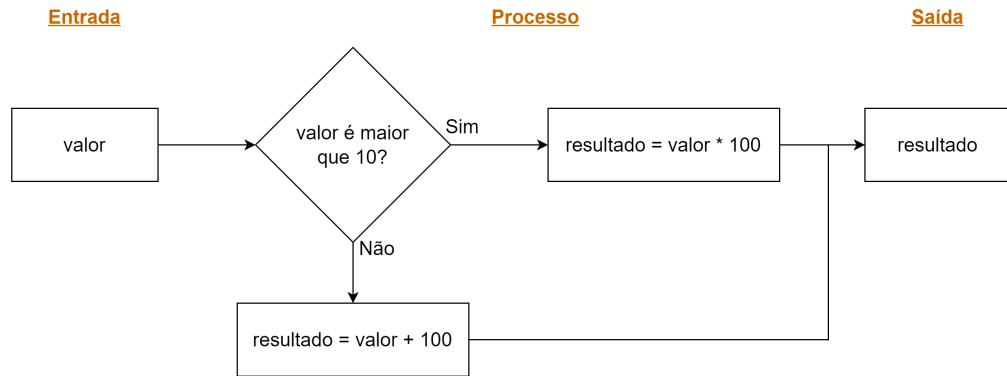 Entrada
Processo
Saída
valor
valor é maior
que 10?
Sim
resultado = valor * 100
resultado
Não
resultado = valor + 100